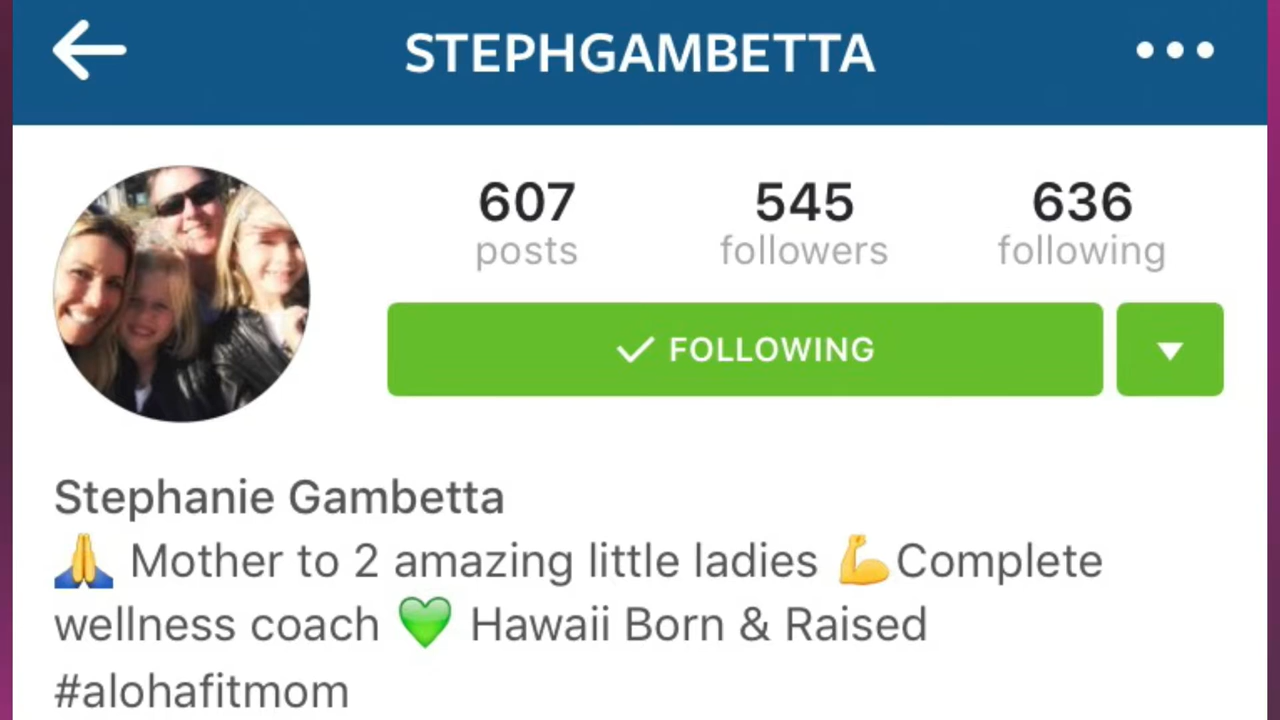 STEPHGAMBETTA
607 545 636
posts followers following
FOLLOWING
Stephanie Gambetta
🙏 Mother to 2 amazing little ladies 💪Complete
wellness coach 💚 Hawaii Born & Raised
#alohafitmom